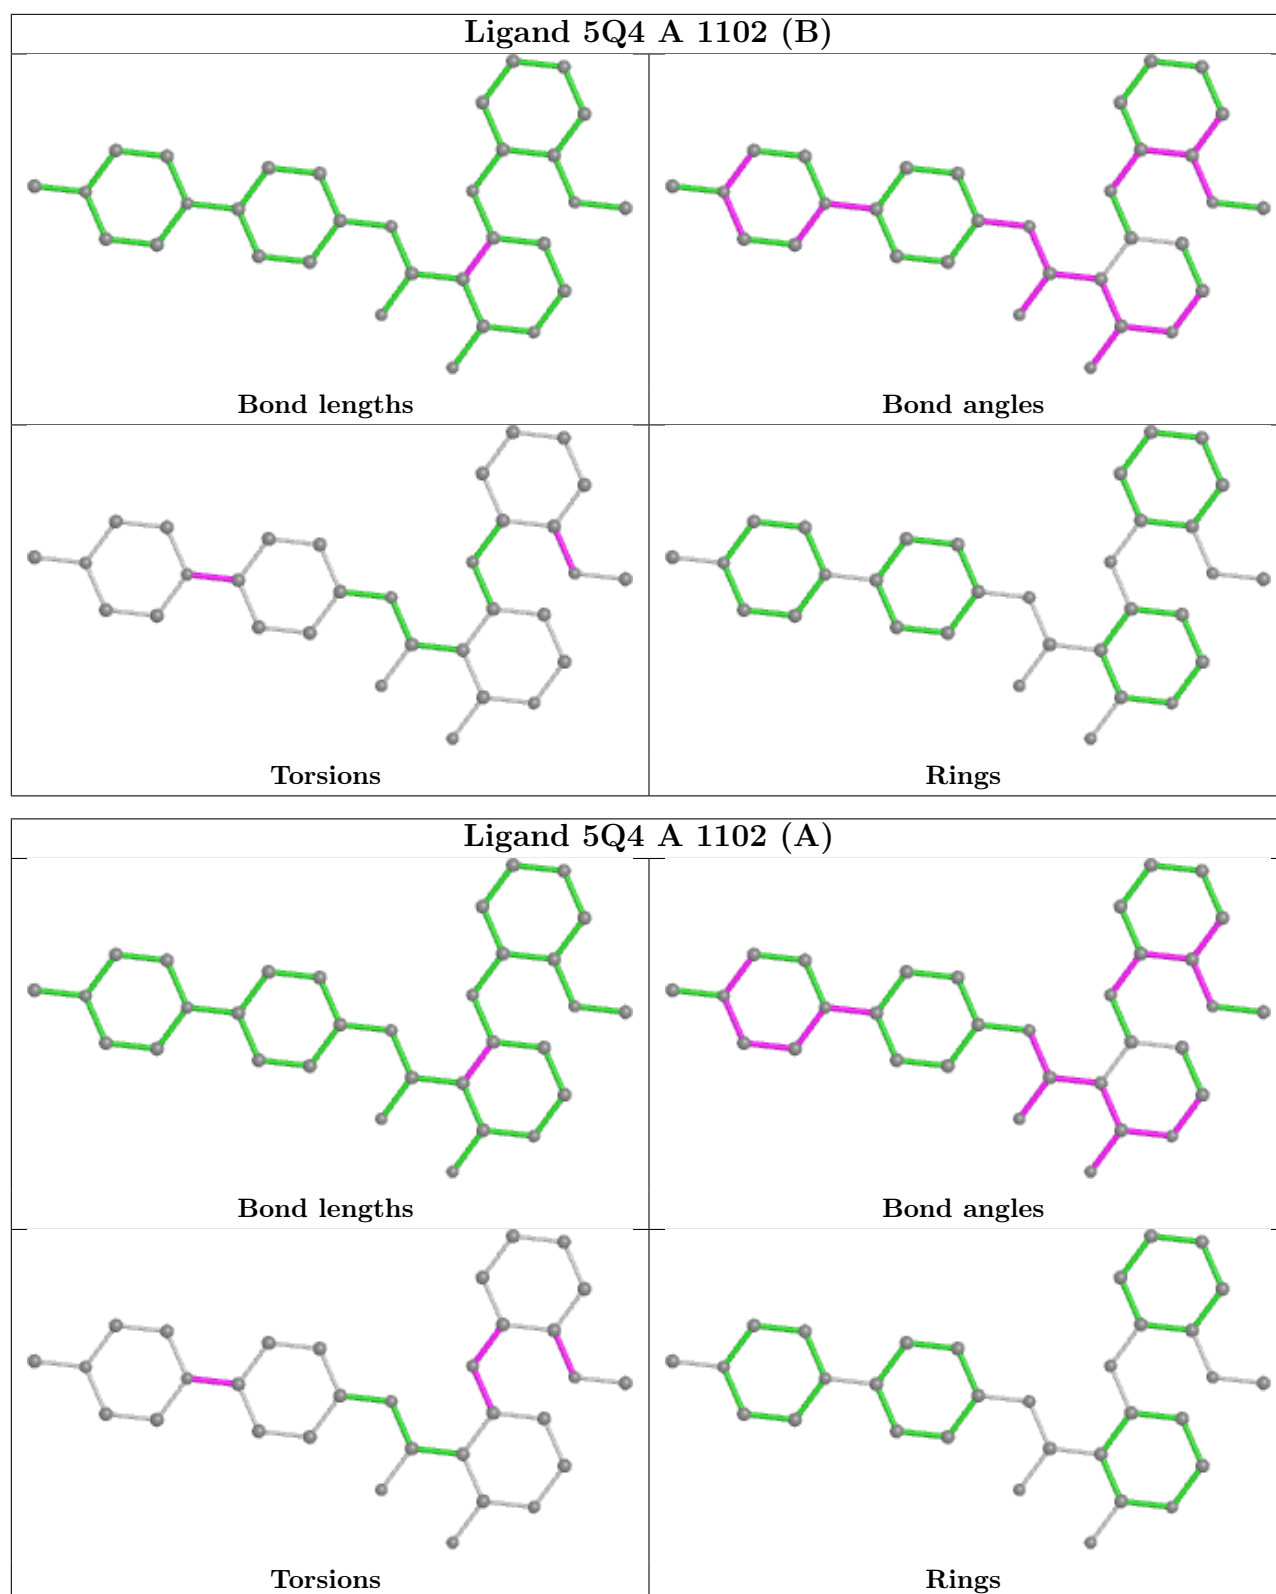 Ligand 5Q4 A 1102 (B)
Bond lengths
Bond angles
Torsions
Rings
Ligand 5Q4 A 1102 (A)
Bond lengths
Bond angles
Torsions
Rings